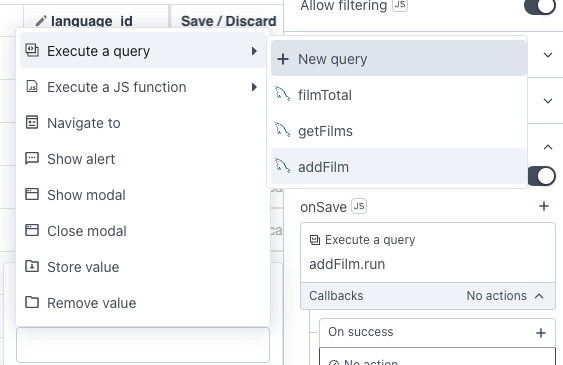 language_id
Save / Discard
Allow filtering JS
Execute a query
Execute a JS function
Navigate to
Show alert
Show modal
Close modal
Store value
Remove value
New query
filmTotal
getFilms
addFilm
onSave JS
Execute a query
addFilm.run
Callbacks
No actions
On success
No action